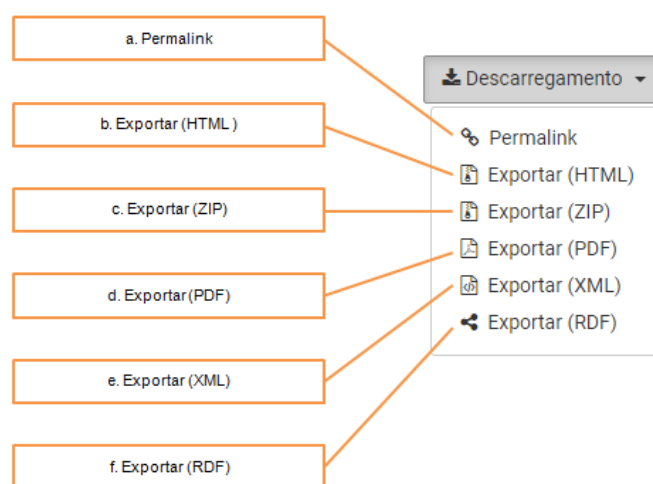 a. Permalink
b. Exportar (HTML )
c. Exportar (ZIP)
d. Exportar (PDF)
e. Exportar (XML)
f. Exportar (RDF)
Descarregamento
Permalink
Exportar (HTML)
Exportar (ZIP)
Exportar (PDF)
Exportar (XML)
Exportar (RDF)